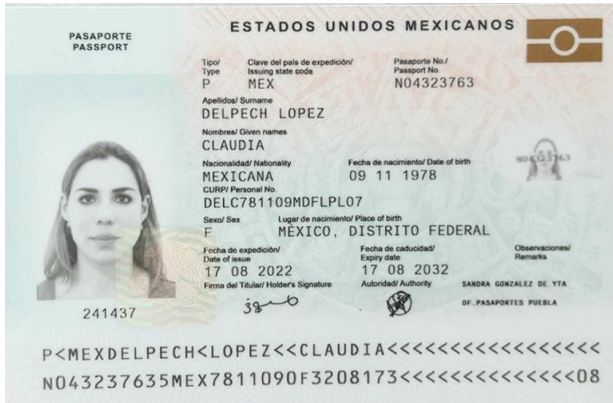 PASAPORTE
PASSPORT
ESTADOS UNIDOS MEXICANOS
Tipo/ Clave del país de expedición/ Pasaporte No./
Type Issuing state code Passport No.
P MEX N04323763
Apellidos/ Surname
DELPECH LOPEZ
Nombres/ Given names
CLAUDIA
Nacionalidad/ Nationality Fecha de nacimiento/ Date of birth
MEXICANA 09 11 1978
CURP/ Personal No.
DELC781109MDFLPL07
Sexo/ Sex Lugar de nacimiento/ Place of birth
F MÉXICO, DISTRITO FEDERAL
Fecha de expedición/ Fecha de caducidad/ Observaciones/
Date of issue Expiry date Remarks
17 08 2022 17 08 2032
Firma del Titular/ Holder's Signature Autoridad/ Authority SANDRA GONZALEZ DE YTA
OF.PASAPORTES PUEBLA
N04323763
241437
P<MEXDELPECH<LOPEZ<<CLAUDIA<<<<<<<<<<<<<<<<<
N043237635MEX7811090F3208173<<<<<<<<<<<<<<08